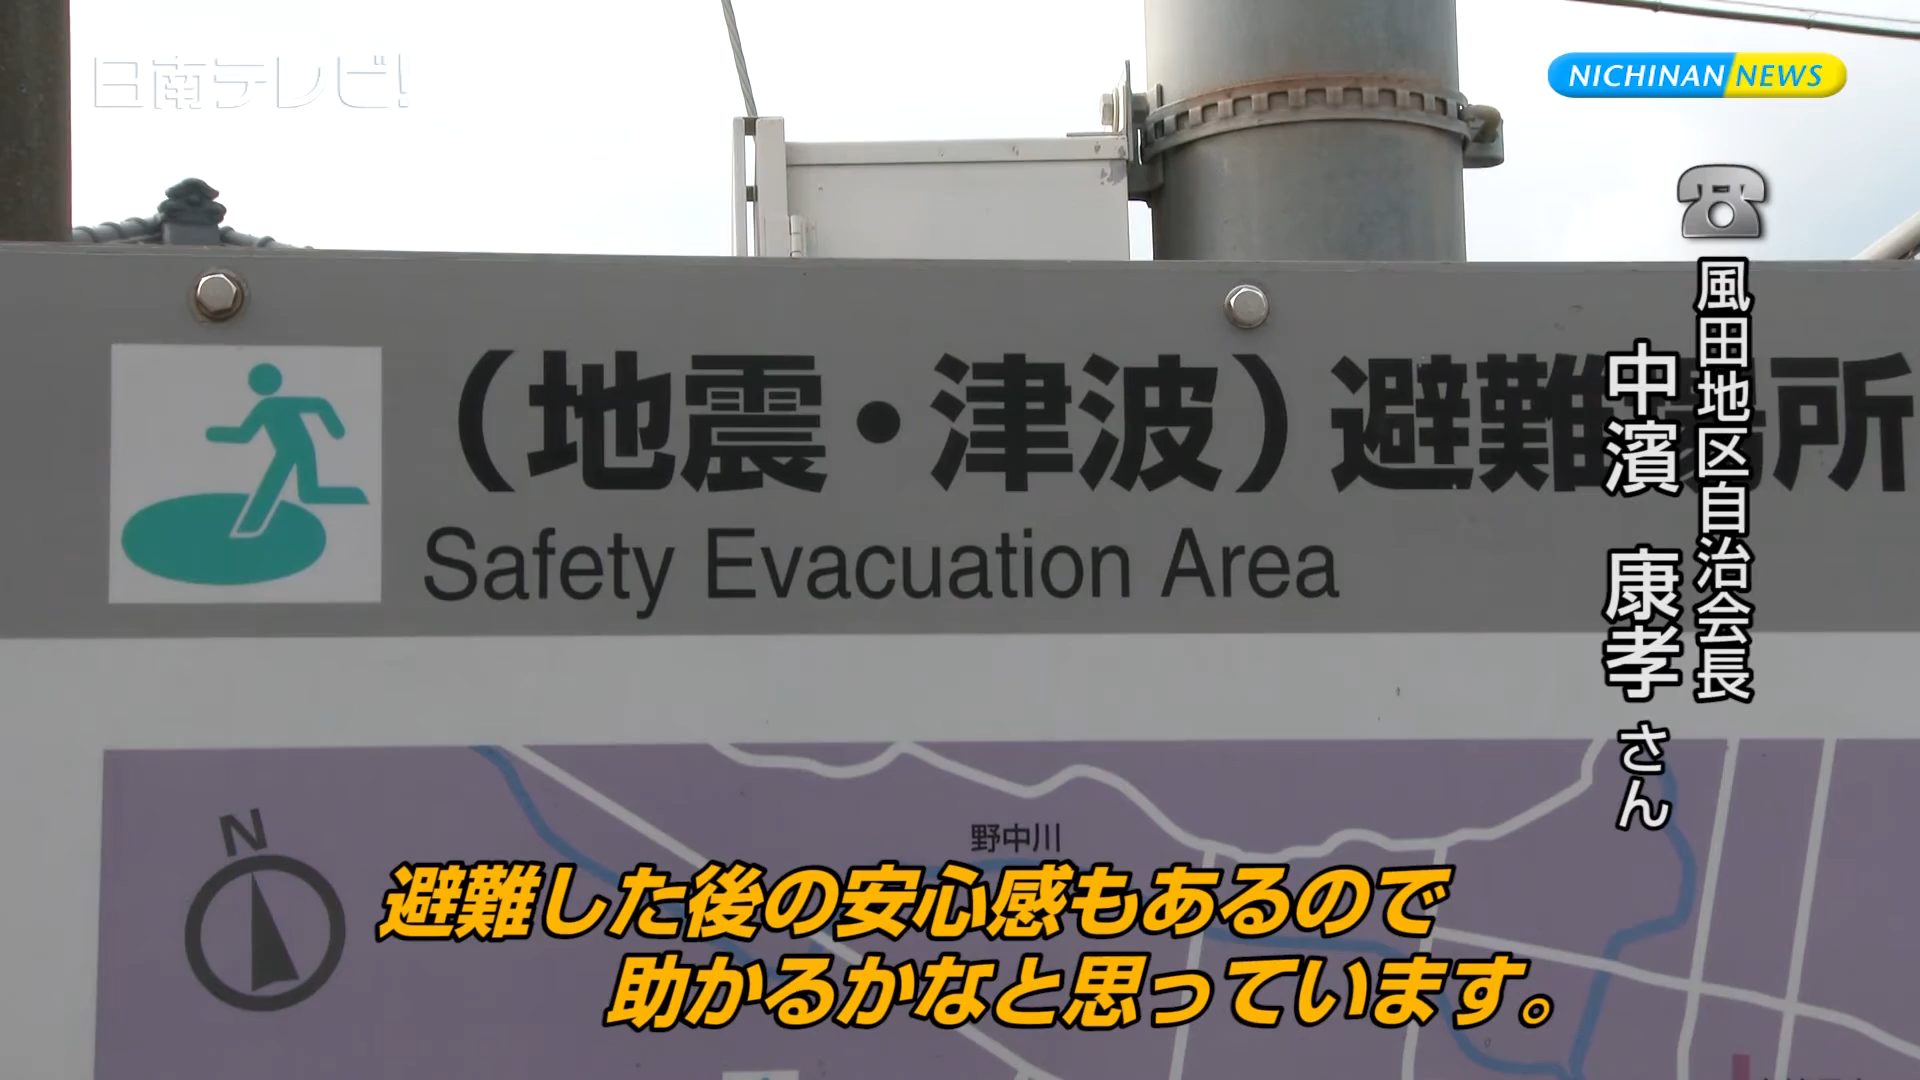 日南テレビ!
NICHINAN NEWS
風田地区自治会長
中濱 康孝さん
(地震・津波)避難場所
Safety Evacuation Area
N
野中川
避難した後の安心感もあるので
助かるかなと思っています。